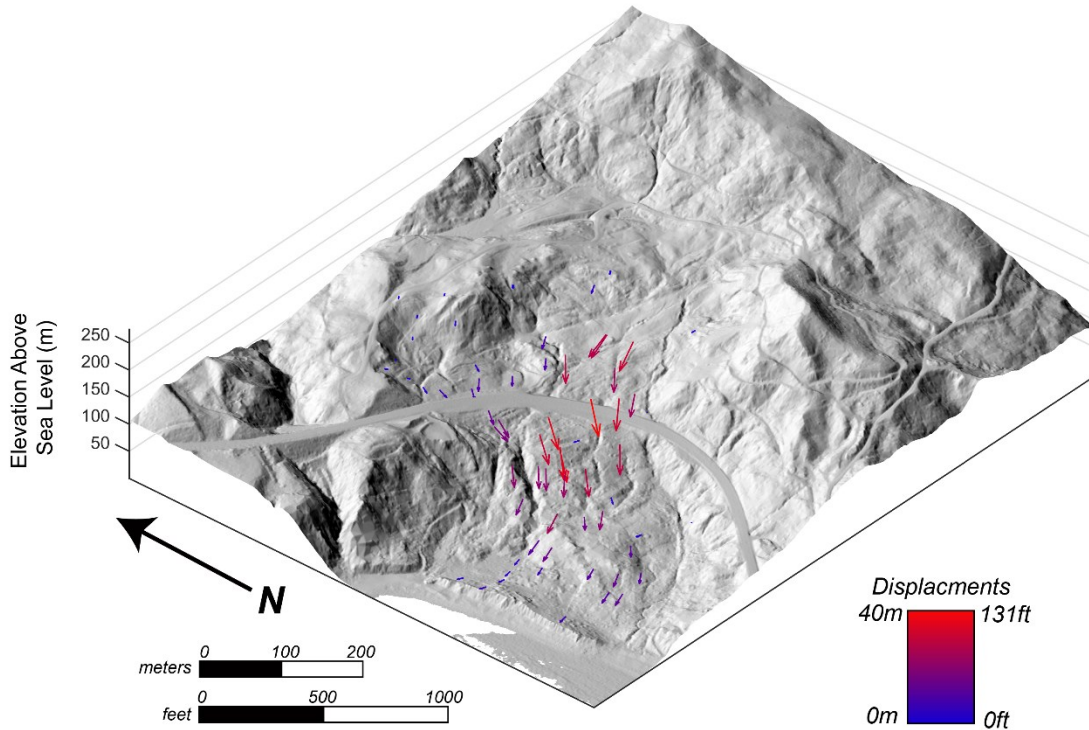 Elevation Above
Sea Level (m)
250
200
150
100
50
N
0 100 200
meters
0 500 1000
feet
Displacments
40m 131ft
0m 0ft